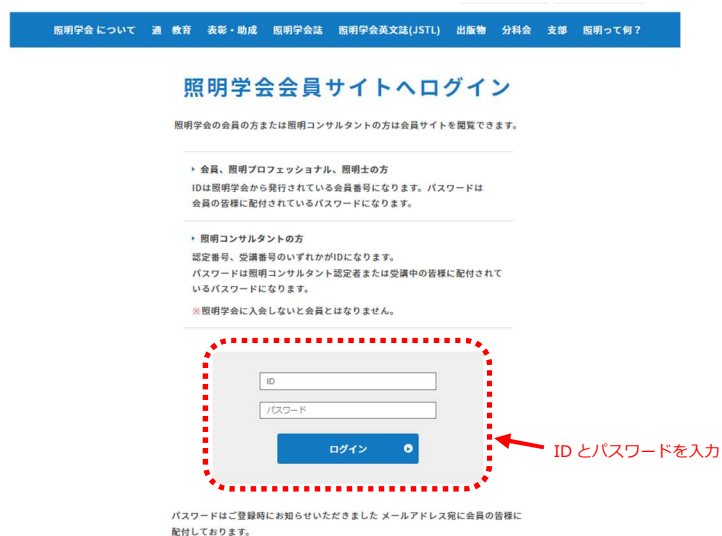 照明学会 について 通 教育 表彰・助成 照明学会誌 照明学会英文誌(JSTL) 出版物 分科会 支部 照明って何？
照明学会会員サイトへログイン
照明学会の会員の方または照明コンサルタントの方は会員サイトを閲覧できます。
会員、照明プロフェッショナル、照明士の方
IDは照明学会から発行されている会員番号になります。パスワードは
会員の皆様に配付されているパスワードになります。
照明コンサルタントの方
認定番号、受講番号のいずれかがIDになります。
パスワードは照明コンサルタント認定者または受講中の皆様に配付されて
いるパスワードになります。
※照明学会に入会しないと会員とはなりません。
ID
パスワード
ログイン
ID とパスワードを入力
パスワードはご登録時にお知らせいただきました メールアドレス宛に会員の皆様に
配付しております。